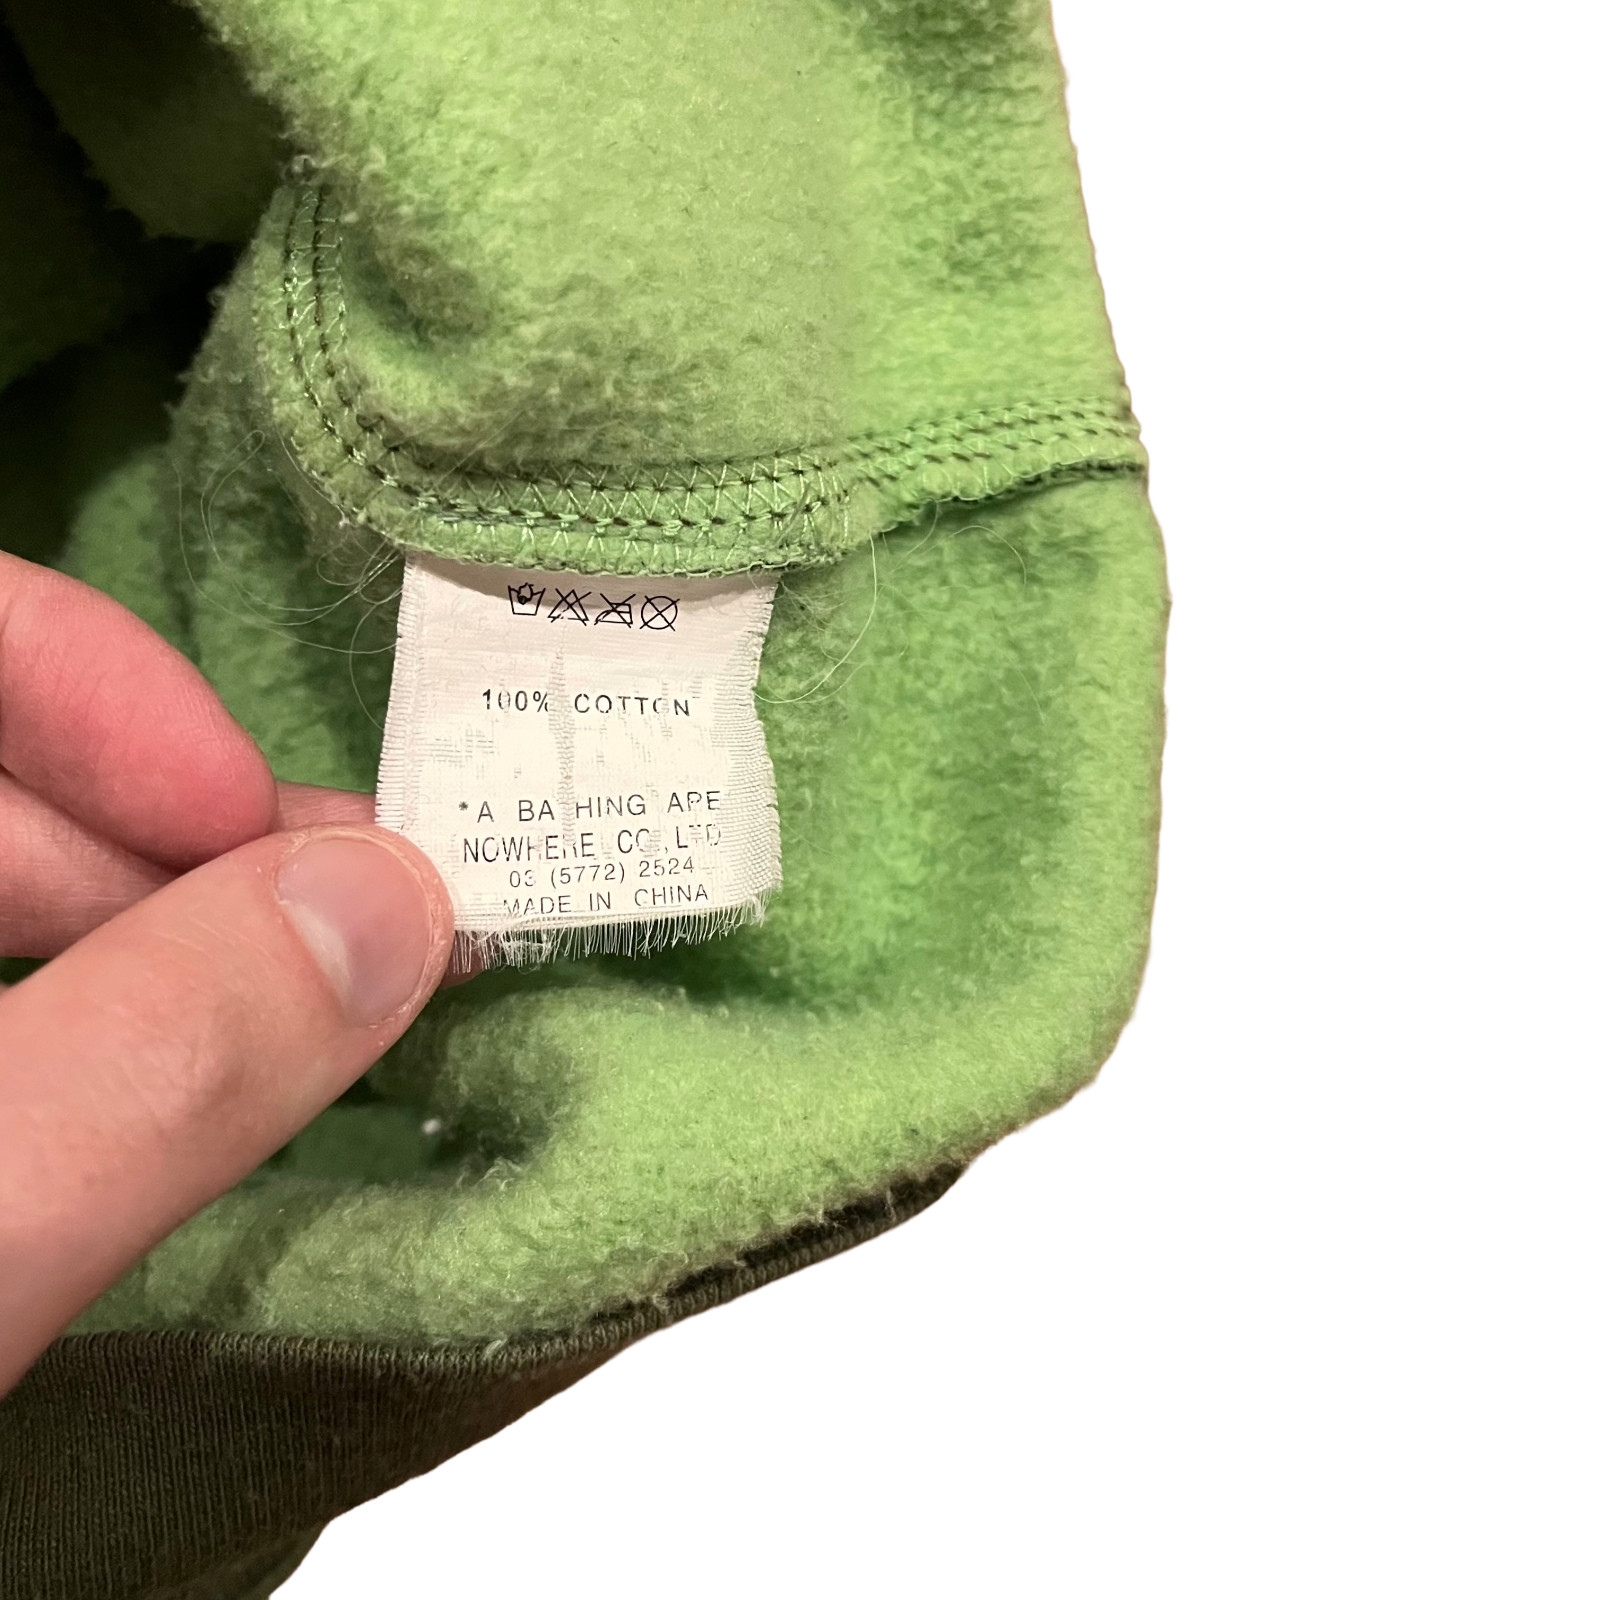 100% COTTON
*A BATHING APE
NOWHERE CO.,LTD
03 (5772) 2524
MADE IN CHINA